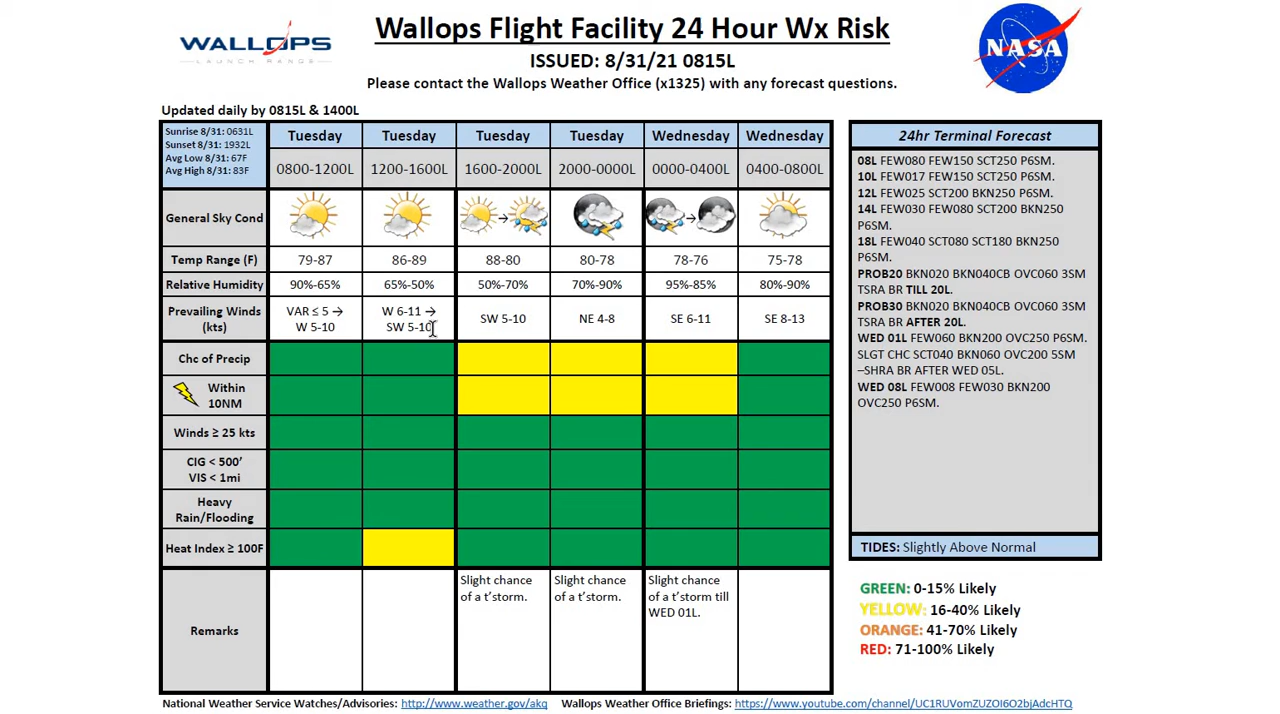 WALLOPS
LAUNCH RANGE
Wallops Flight Facility 24 Hour Wx Risk
ISSUED: 8/31/21 0815L
Please contact the Wallops Weather Office (x1325) with any forecast questions.
NASA
Updated daily by 0815L & 1400L
Sunrise 8/31: 0631L
Sunset 8/31: 1932L
Avg Low 8/31: 67F
Avg High 8/31: 83F
Tuesday Tuesday Tuesday Tuesday Wednesday Wednesday
0800-1200L 1200-1600L 1600-2000L 2000-0000L 0000-0400L 0400-0800L
General Sky Cond → →
Temp Range (F) 79-87 86-89 88-80 80-78 78-76 75-78
Relative Humidity 90%-65% 65%-50% 50%-70% 70%-90% 95%-85% 80%-90%
Prevailing Winds (kts)
VAR ≤ 5 →
W 5-10
W 6-11 →
SW 5-10
SW 5-10
NE 4-8
SE 6-11
SE 8-13
Chc of Precip
Within
10NM
Winds ≥ 25 kts
CIG < 500'
VIS < 1mi
Heavy
Rain/Flooding
Heat Index ≥ 100F
Remarks
Slight chance
of a t'storm.
Slight chance
of a t'storm.
Slight chance
of a t'storm till
WED 01L.
24hr Terminal Forecast
08L FEW080 FEW150 SCT250 P6SM.
10L FEW017 FEW150 SCT250 P6SM.
12L FEW025 SCT200 BKN250 P6SM.
14L FEW030 FEW080 SCT200 BKN250
P6SM.
18L FEW040 SCT080 SCT180 BKN250
P6SM.
PROB20 BKN020 BKN040CB OVC060 3SM
TSRA BR TILL 20L.
PROB30 BKN020 BKN040CB OVC060 3SM
TSRA BR AFTER 20L.
WED 01L FEW060 BKN200 OVC250 P6SM.
SLGT CHC SCT040 BKN060 OVC200 5SM
–SHRA BR AFTER WED 05L.
WED 08L FEW008 FEW030 BKN200
OVC250 P6SM.
TIDES: Slightly Above Normal
GREEN: 0-15% Likely
YELLOW: 16-40% Likely
ORANGE: 41-70% Likely
RED: 71-100% Likely
National Weather Service Watches/Advisories: http://www.weather.gov/akq Wallops Weather Office Briefings: https://www.youtube.com/channel/UC1RUVomZUZOI6O2bjAdcHTQ